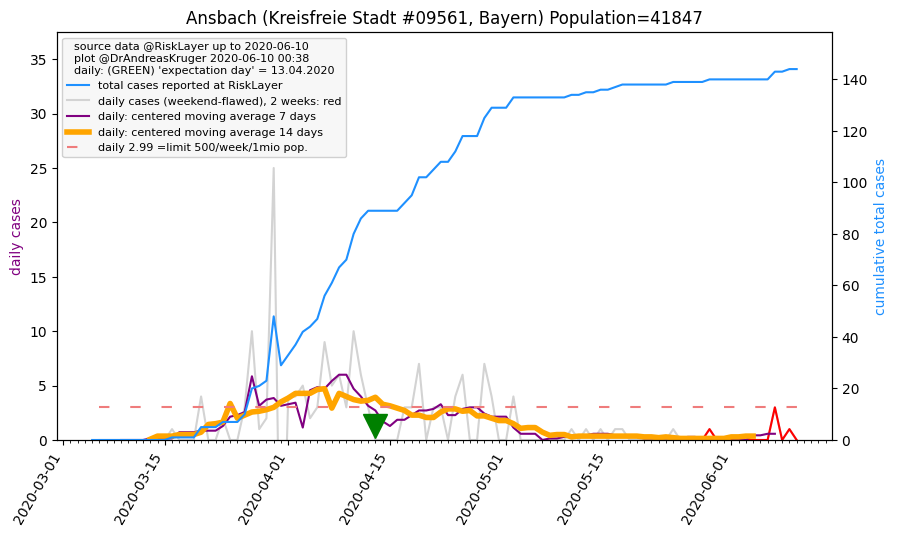 Ansbach (Kreisfreie Stadt #09561, Bayern) Population=41847
source data @RiskLayer up to 2020-06-10
plot @DrAndreasKruger 2020-06-10 00:38
daily: (GREEN) 'expectation day' = 13.04.2020
total cases reported at RiskLayer
daily cases (weekend-flawed), 2 weeks: red
daily: centered moving average 7 days
daily: centered moving average 14 days
daily 2.99 =limit 500/week/1mio pop.
daily cases
35
30
25
20
15
10
5
0
cumulative total cases
140
120
100
80
60
40
20
0
2020-03-01
2020-03-15
2020-04-01
2020-04-15
2020-05-01
2020-05-15
2020-06-01